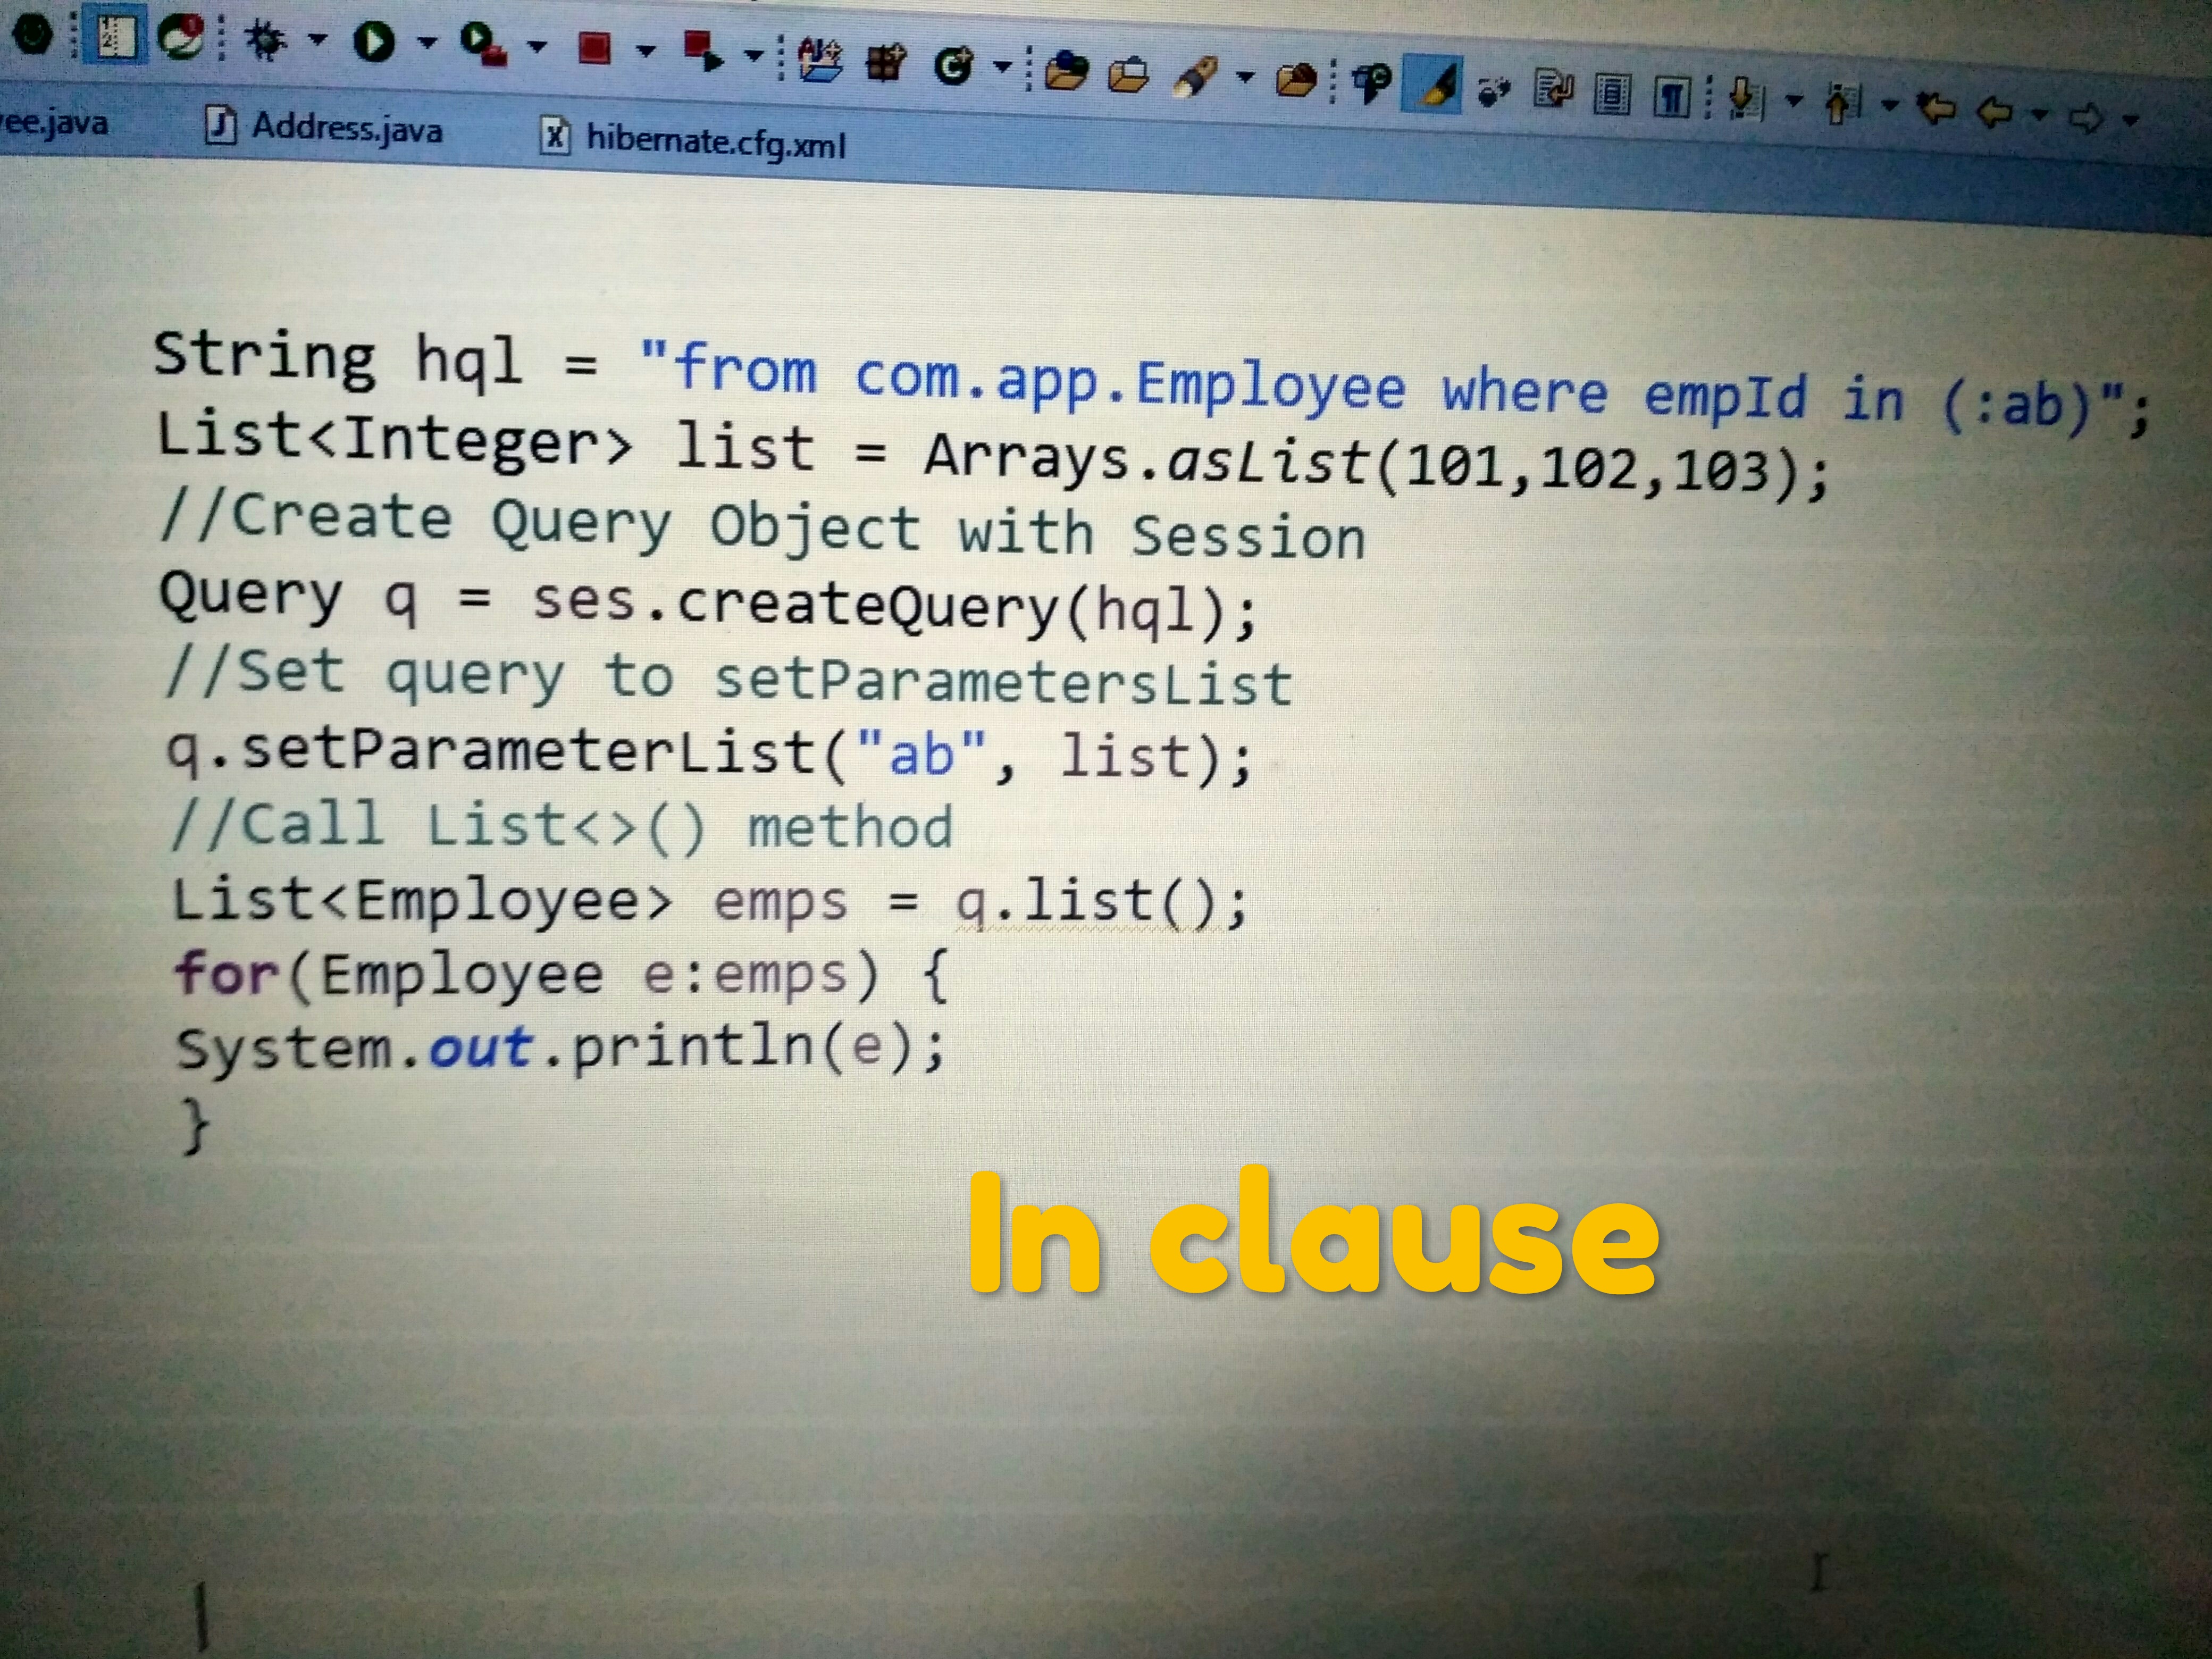 ee.java
Address.java
hibernate.cfg.xml
String hql = "from com.app.Employee where empId in (:ab)";
List<Integer> list = Arrays.asList(101,102,103);
//Create Query Object with Session
Query q = ses.createQuery(hql);
//Set query to setParametersList
q.setParameterList("ab", list);
//Call List<>() method
List<Employee> emps = q.list();
for(Employee e:emps) {
System.out.println(e);
}
In clause